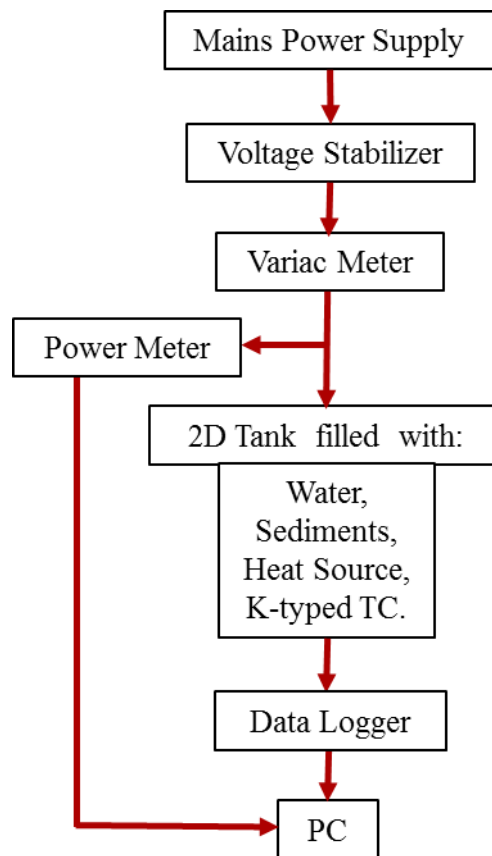 Mains Power Supply
Voltage Stabilizer
Variac Meter
Power Meter
2D Tank filled with:
Water,
Sediments,
Heat Source,
K-typed TC.
Data Logger
PC